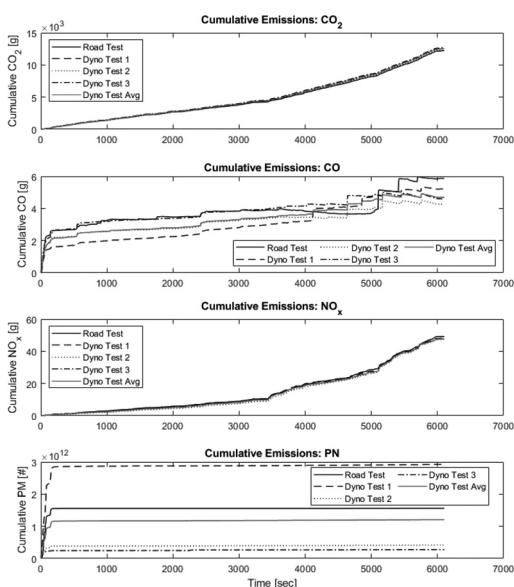 Cumulative Emissions: CO2
×10^3
Cumulative CO2 [g]
15
10
5
0
Road Test
Dyno Test 1
Dyno Test 2
Dyno Test 3
Dyno Test Avg
0 1000 2000 3000 4000 5000 6000 7000
Cumulative Emissions: CO
Cumulative CO [g]
6
4
2
0
Road Test Dyno Test 2 Dyno Test Avg
Dyno Test 1 Dyno Test 3
0 1000 2000 3000 4000 5000 6000 7000
Cumulative Emissions: NOx
Cumulative NOx [g]
60
40
20
0
Road Test
Dyno Test 1
Dyno Test 2
Dyno Test 3
Dyno Test Avg
0 1000 2000 3000 4000 5000 6000 7000
Cumulative Emissions: PN
×10^12
Cumulative PM [#]
3
2
1
0
Road Test Dyno Test 3
Dyno Test 1 Dyno Test Avg
Dyno Test 2
0 1000 2000 3000 4000 5000 6000 7000
Time [sec]